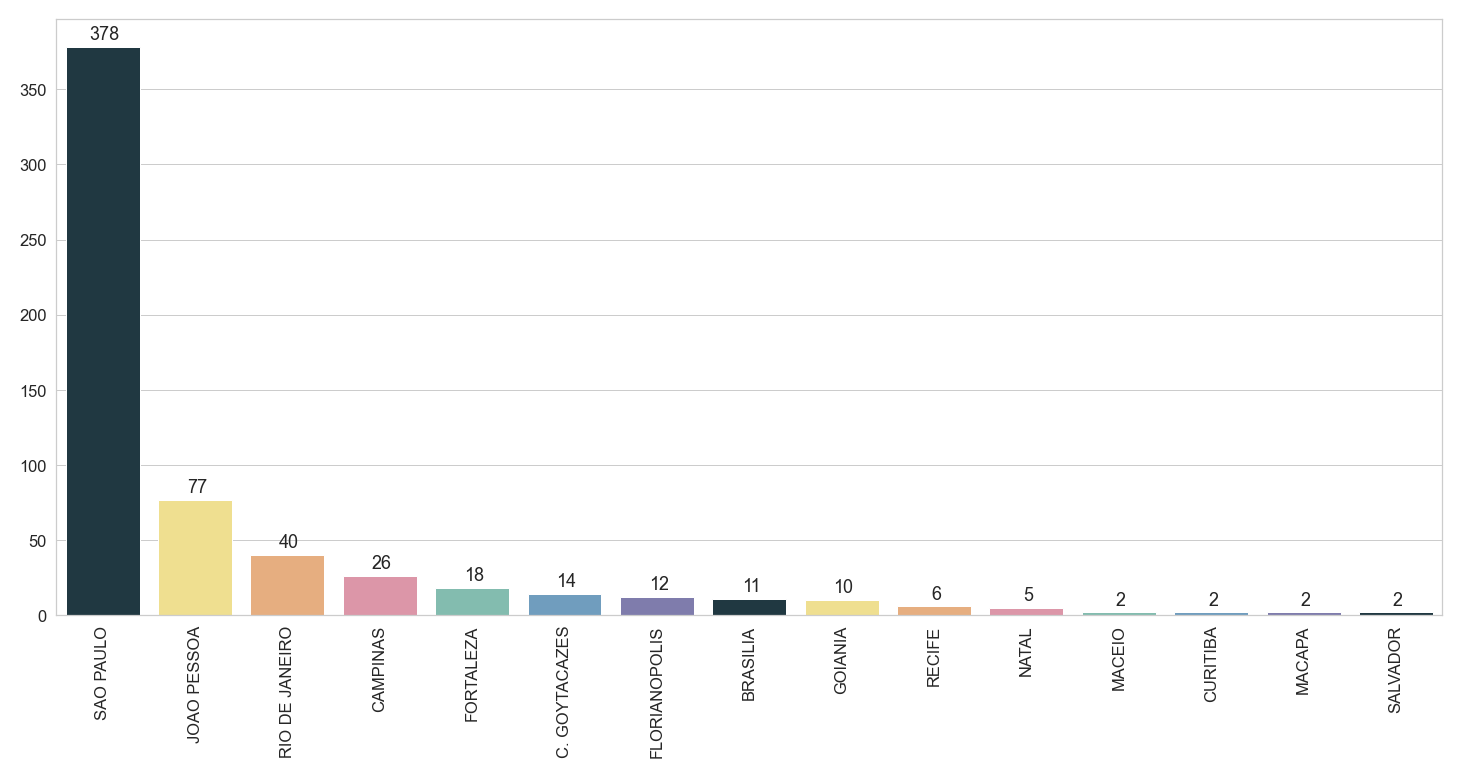 378
350
300
250
200
150
100
77
50
40
26
18
14
12
11
10
6
5
2
2
2
2
0
SAO PAULO
JOAO PESSOA
RIO DE JANEIRO
CAMPINAS
FORTALEZA
C. GOYTACAZES
FLORIANOPOLIS
BRASILIA
GOIANIA
RECIFE
NATAL
MACEIO
CURITIBA
MACAPA
SALVADOR